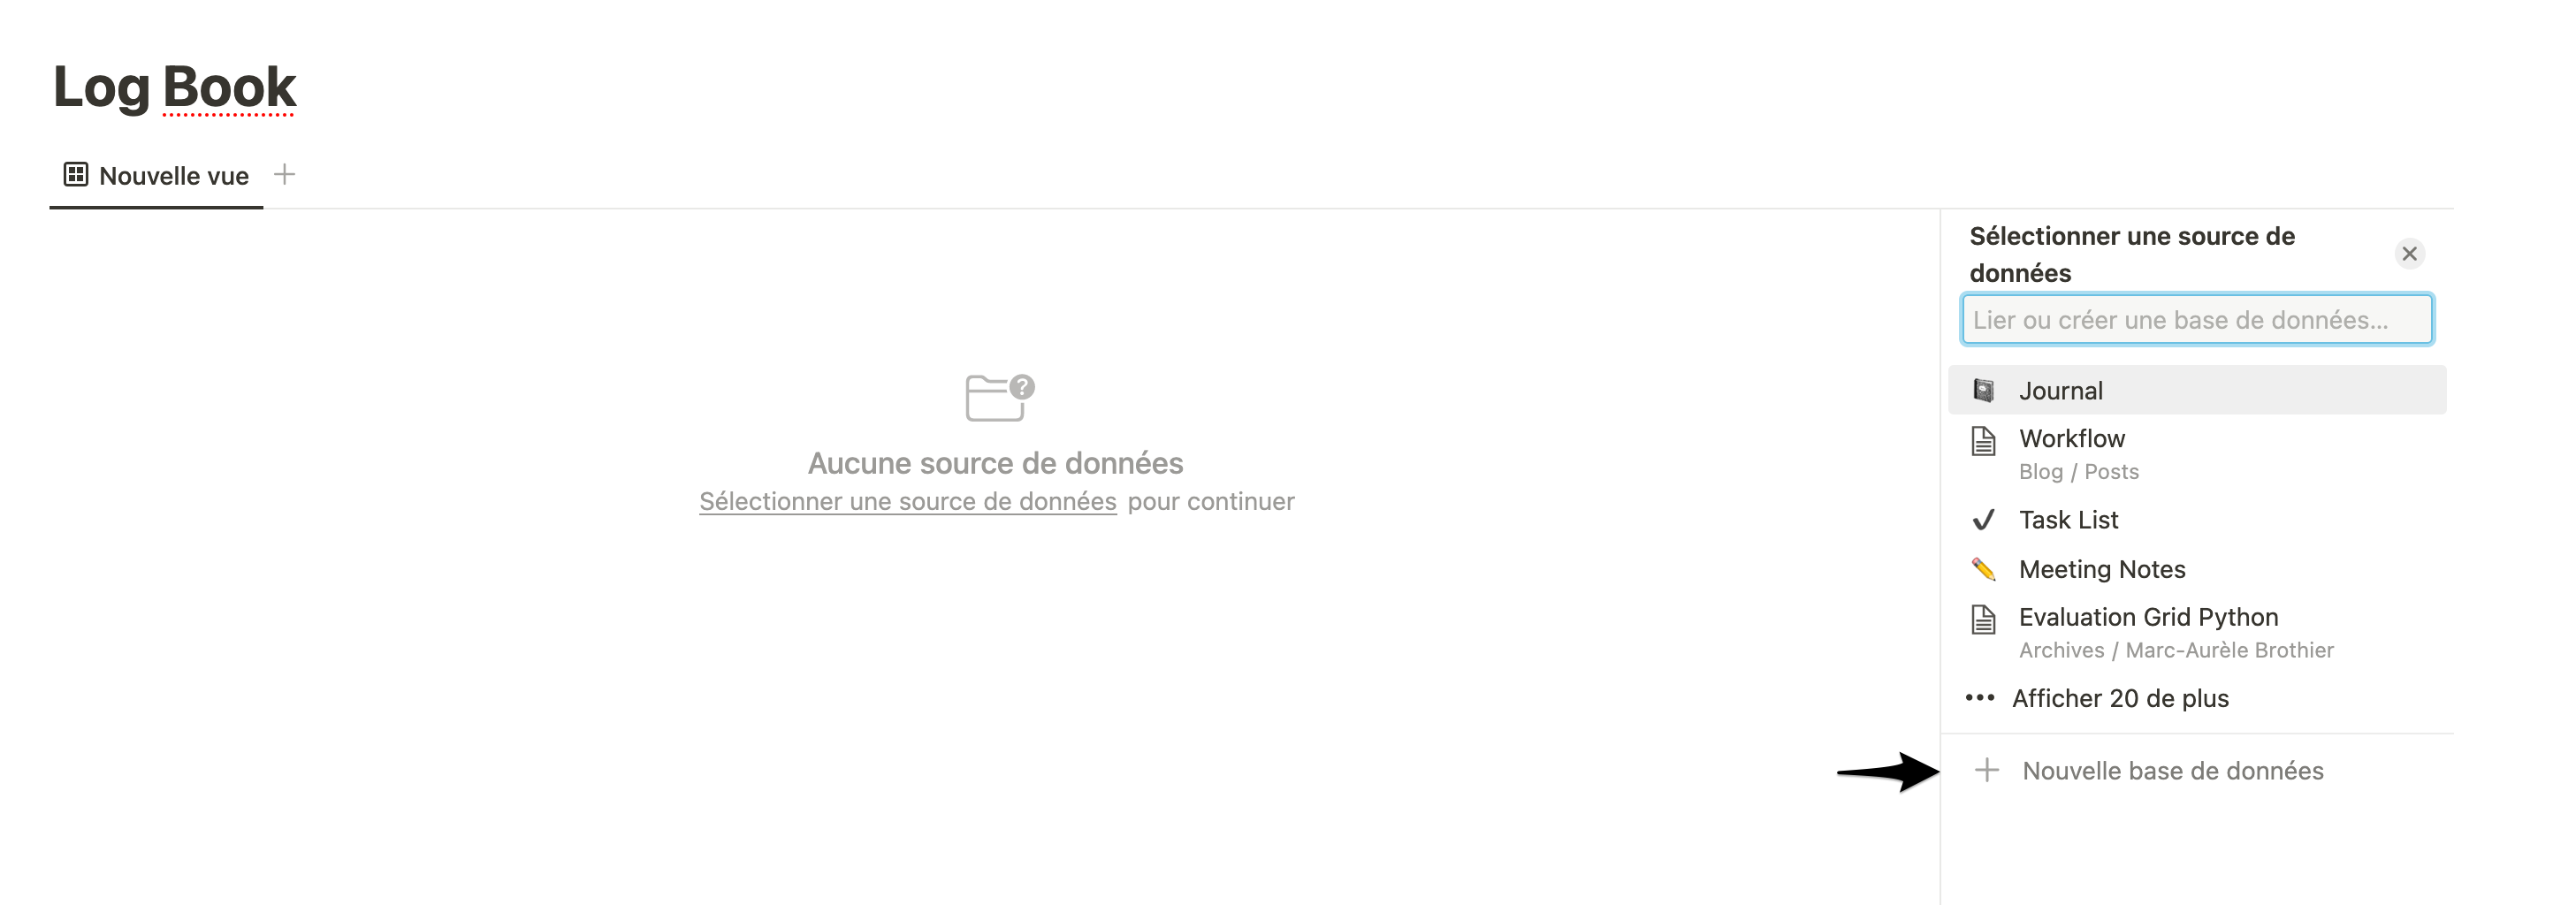 Log Book
Nouvelle vue
Sélectionner une source de
données
Lier ou créer une base de données...
Journal
Workflow
Blog / Posts
Task List
Meeting Notes
Evaluation Grid Python
Archives / Marc-Aurèle Brothier
Afficher 20 de plus
Nouvelle base de données
Aucune source de données
Sélectionner une source de données pour continuer